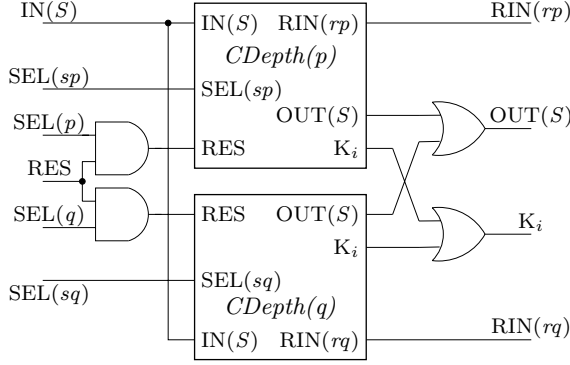 IN(S)
RIN(rp)
IN(S)
RIN(rp)
CDepth(p)
SEL(sp)
SEL(sp)
SEL(p)
OUT(S)
OUT(S)
RES
K_i
RES
SEL(q)
RES
OUT(S)
K_i
K_i
SEL(sq)
SEL(sq)
CDepth(q)
IN(S)
RIN(rq)
RIN(rq)